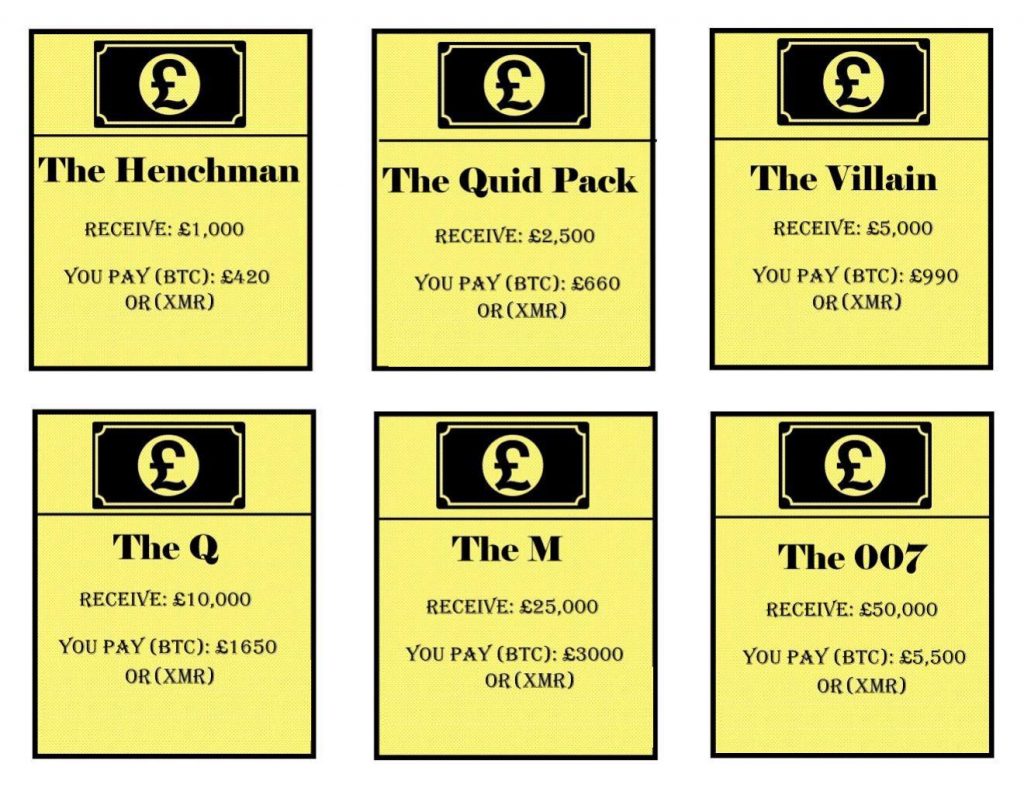 £
The Henchman
RECEIVE: £1,000
YOU PAY (BTC): £420
OR (XMR)
£
The Quid Pack
RECEIVE: £2,500
YOU PAY (BTC): £660
OR (XMR)
£
The Villain
RECEIVE: £5,000
YOU PAY (BTC): £990
OR (XMR)
£
The Q
RECEIVE: £10,000
YOU PAY (BTC): £1650
OR (XMR)
£
The M
RECEIVE: £25,000
YOU PAY (BTC): £3000
OR (XMR)
£
The 007
RECEIVE: £50,000
YOU PAY (BTC): £5,500
OR (XMR)